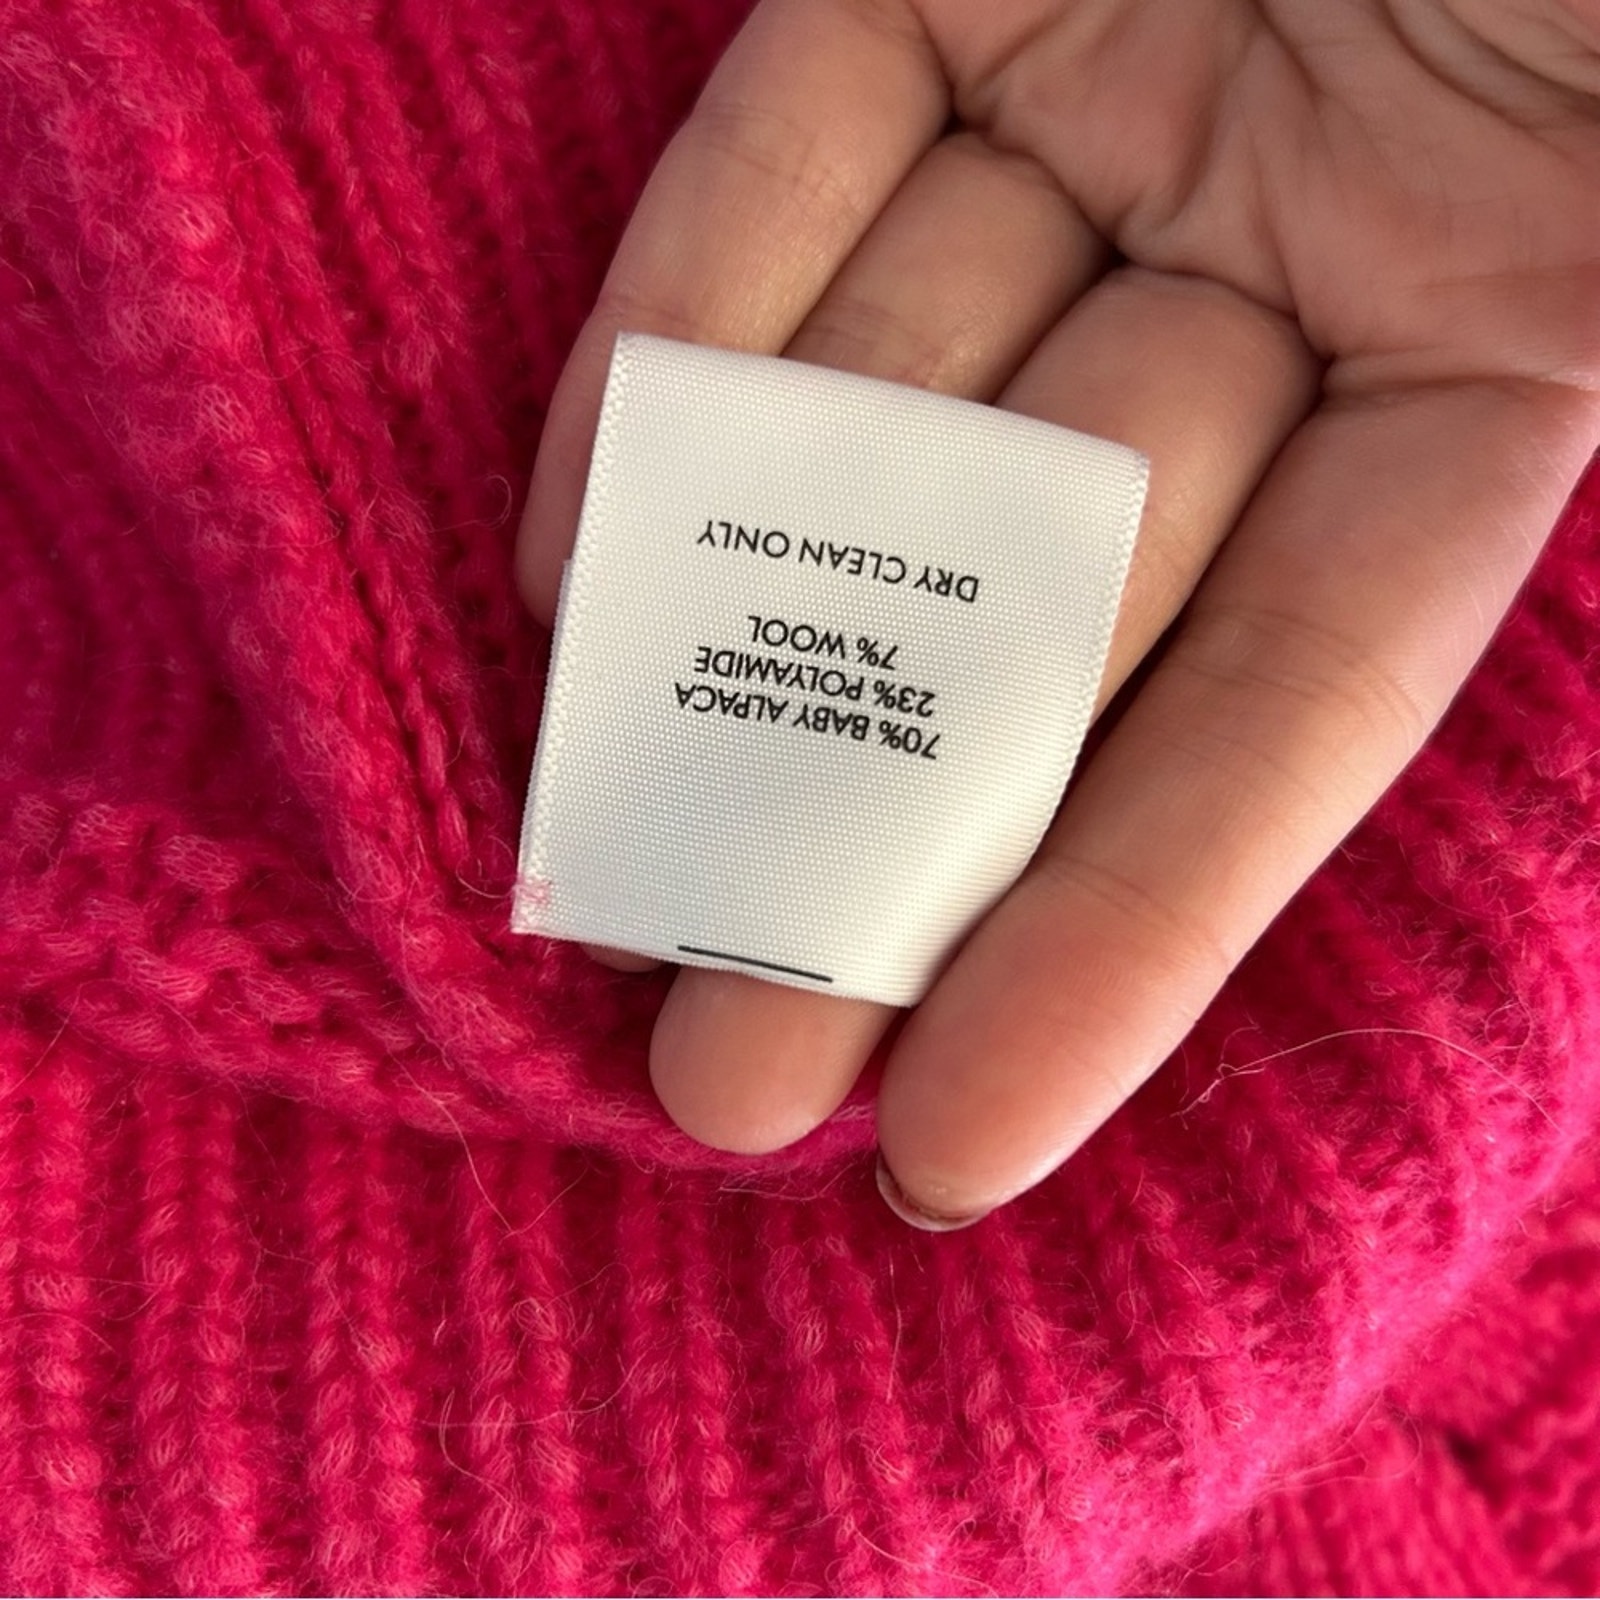 70% BABY ALPACA
23% POLYAMIDE
7% WOOL
DRY CLEAN ONLY